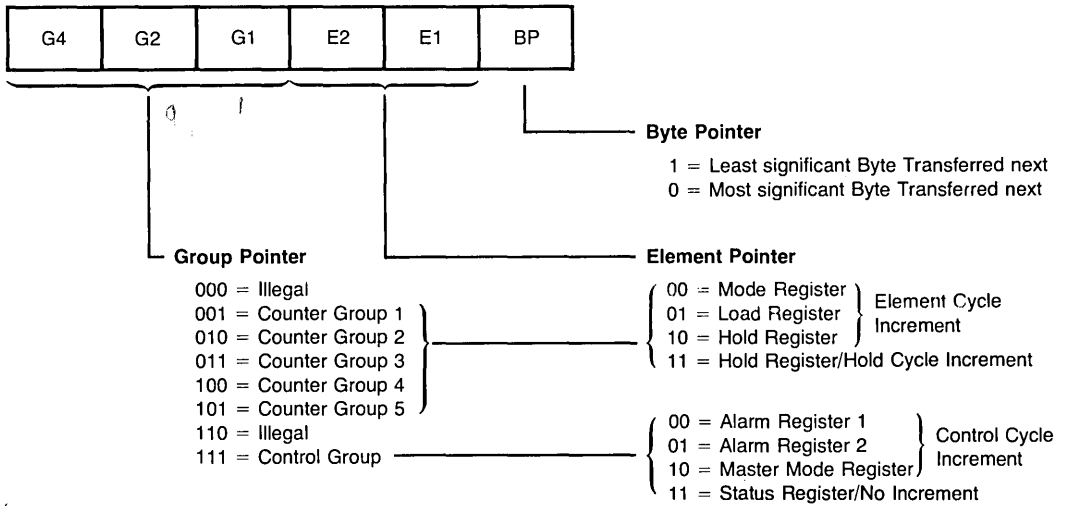 G4 G2 G1 E2 E1 BP
0 1
Byte Pointer
1 = Least significant Byte Transferred next
0 = Most significant Byte Transferred next
Group Pointer
000 = Illegal
001 = Counter Group 1
010 = Counter Group 2
011 = Counter Group 3
100 = Counter Group 4
101 = Counter Group 5
110 = Illegal
111 = Control Group
Element Pointer
00 = Mode Register
01 = Load Register
10 = Hold Register
11 = Hold Register/Hold Cycle Increment
Element Cycle
Increment
00 = Alarm Register 1
01 = Alarm Register 2
10 = Master Mode Register
11 = Status Register/No Increment
Control Cycle
Increment